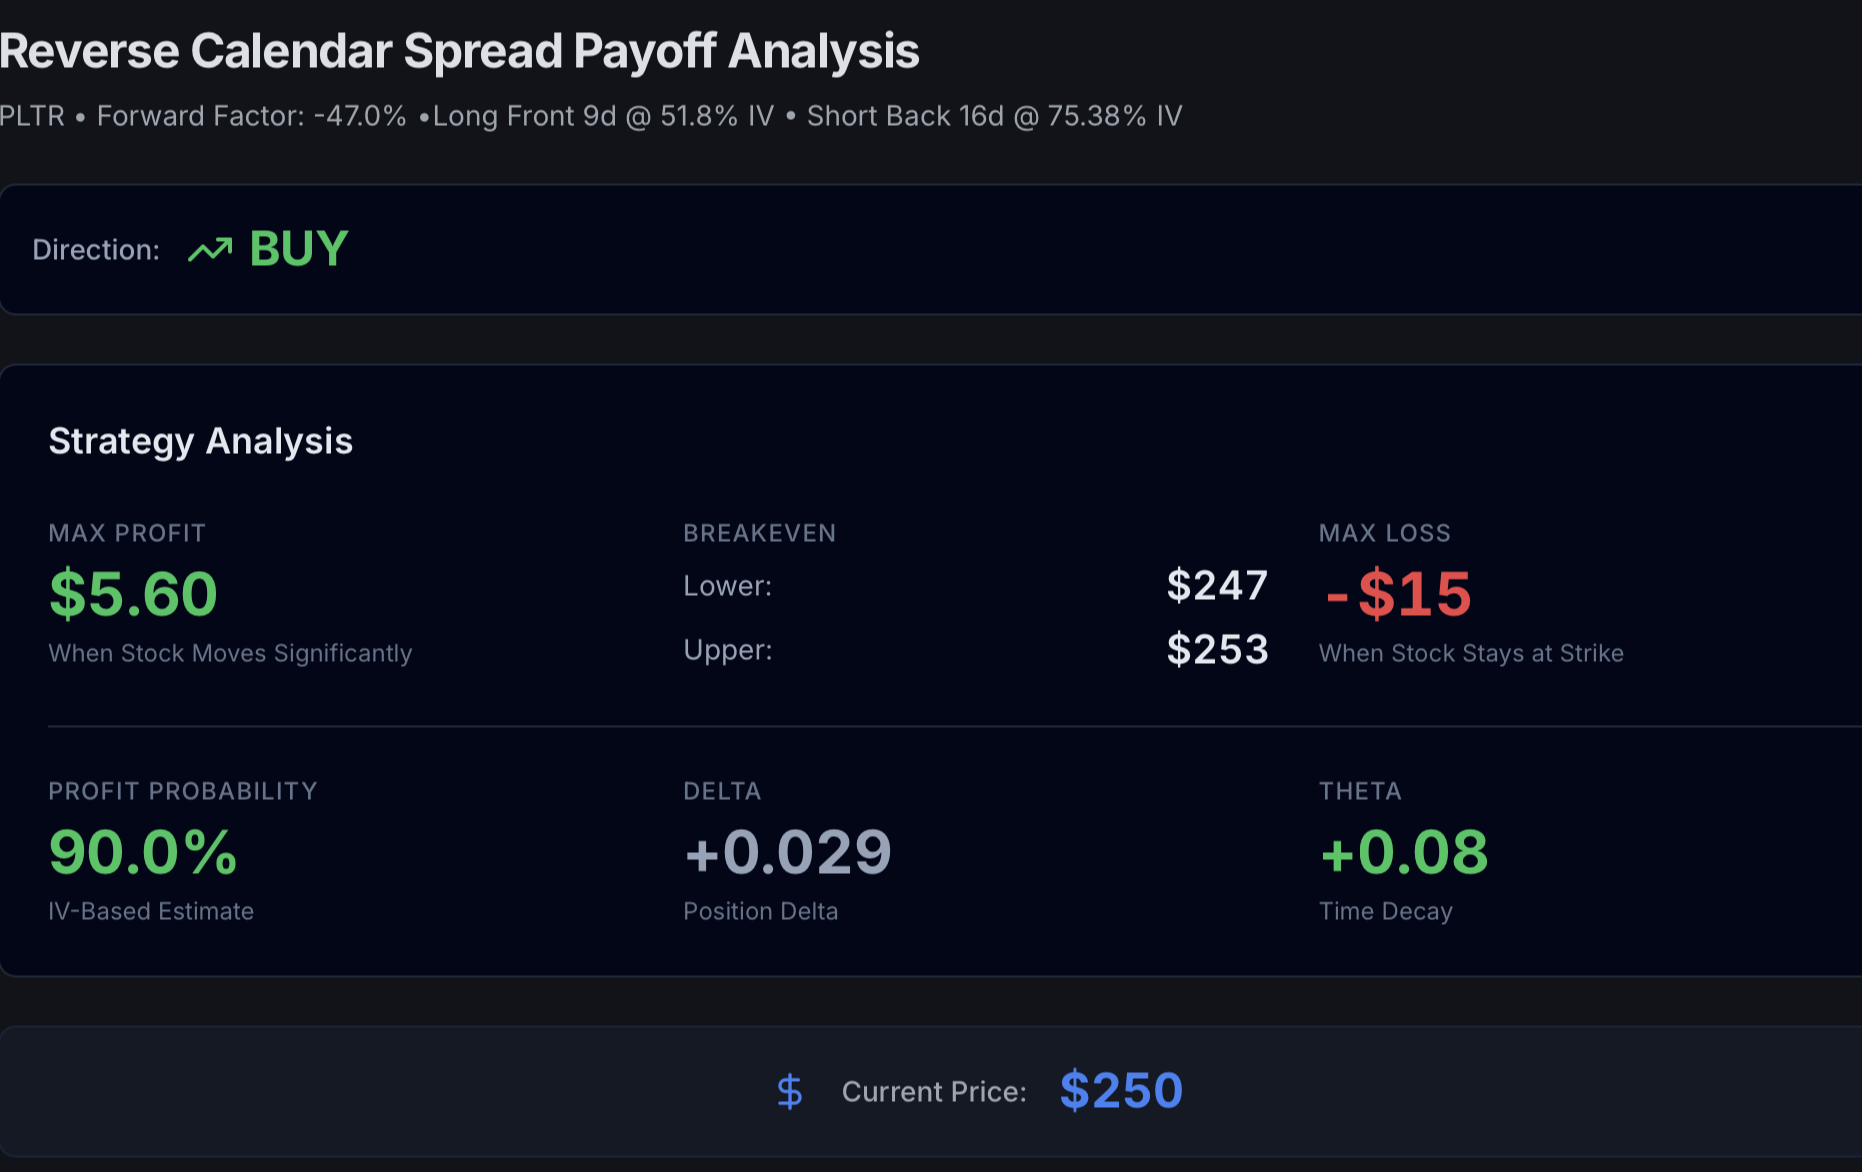 Reverse Calendar Spread Payoff Analysis
PLTR • Forward Factor: -47.0% •Long Front 9d @ 51.8% IV • Short Back 16d @ 75.38% IV
Direction: BUY
Strategy Analysis
MAX PROFIT
$5.60
When Stock Moves Significantly
BREAKEVEN
Lower: $247
Upper: $253
MAX LOSS
-$15
When Stock Stays at Strike
PROFIT PROBABILITY
90.0%
IV-Based Estimate
DELTA
+0.029
Position Delta
THETA
+0.08
Time Decay
$ Current Price: $250